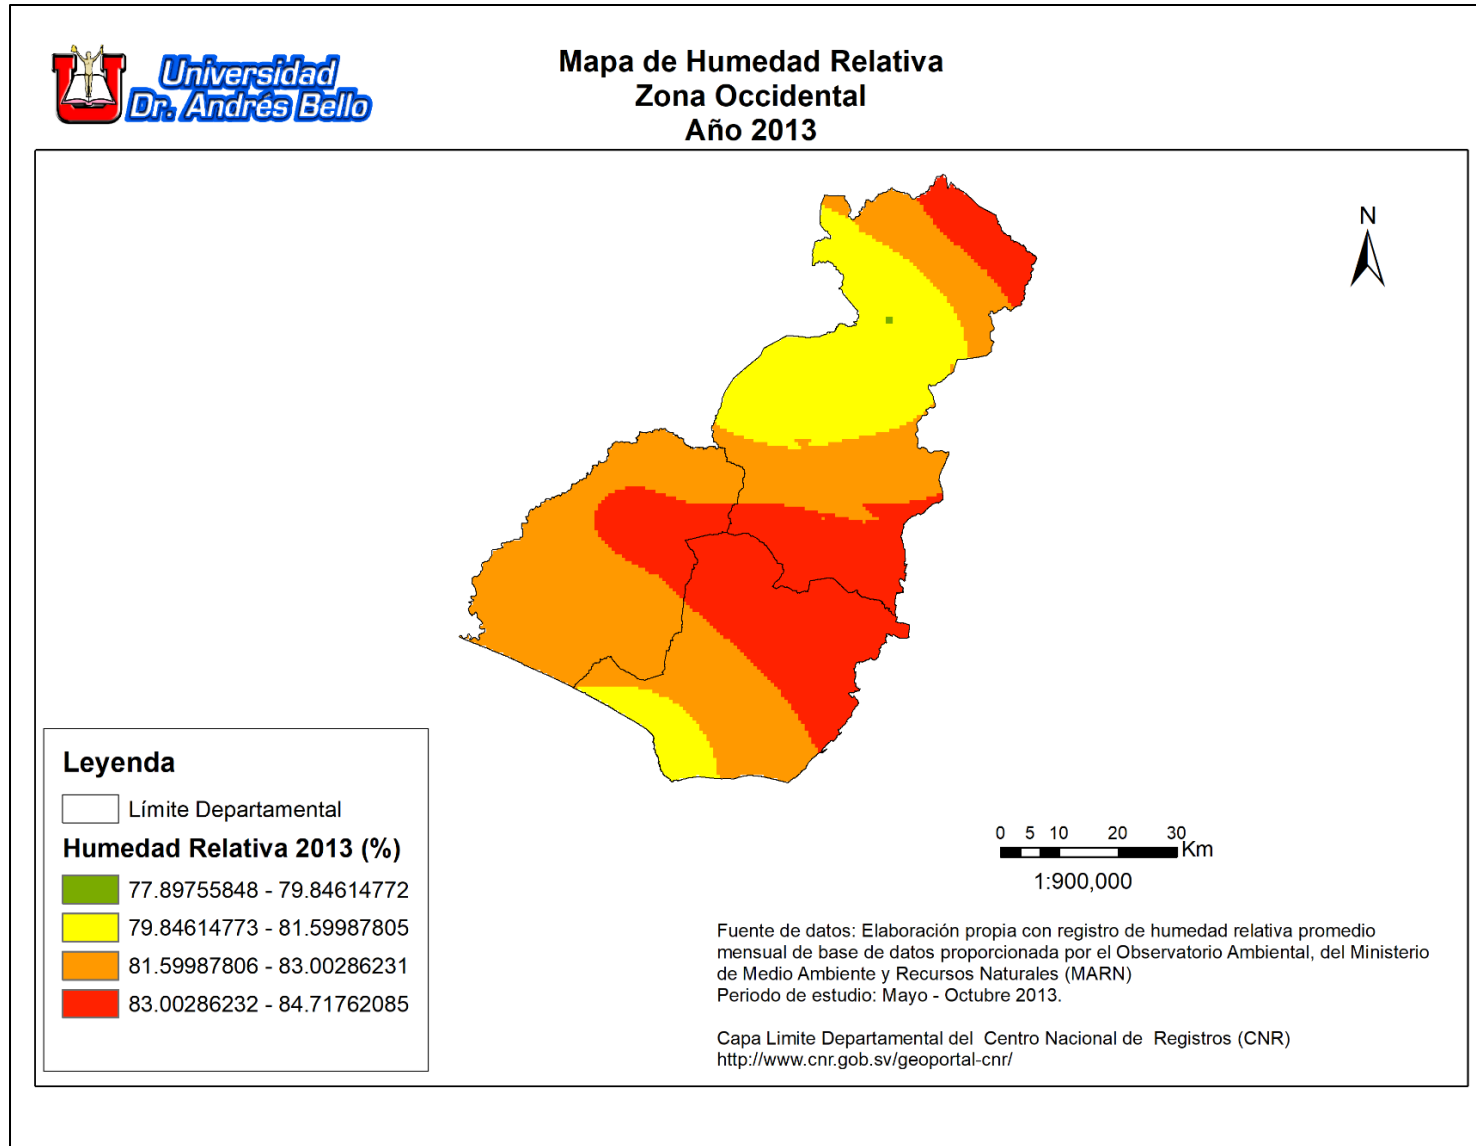 Universidad
Dr. Andrés Bello
Mapa de Humedad Relativa
Zona Occidental
Año 2013
N
Leyenda
Límite Departamental
Humedad Relativa 2013 (%)
77.89755848 - 79.84614772
79.84614773 - 81.59987805
81.59987806 - 83.00286231
83.00286232 - 84.71762085
0 5 10 20 30
Km
1:900,000
Fuente de datos: Elaboración propia con registro de humedad relativa promedio
mensual de base de datos proporcionada por el Observatorio Ambiental, del Ministerio
de Medio Ambiente y Recursos Naturales (MARN)
Periodo de estudio: Mayo - Octubre 2013.
Capa Limite Departamental del Centro Nacional de Registros (CNR)
http://www.cnr.gob.sv/geoportal-cnr/